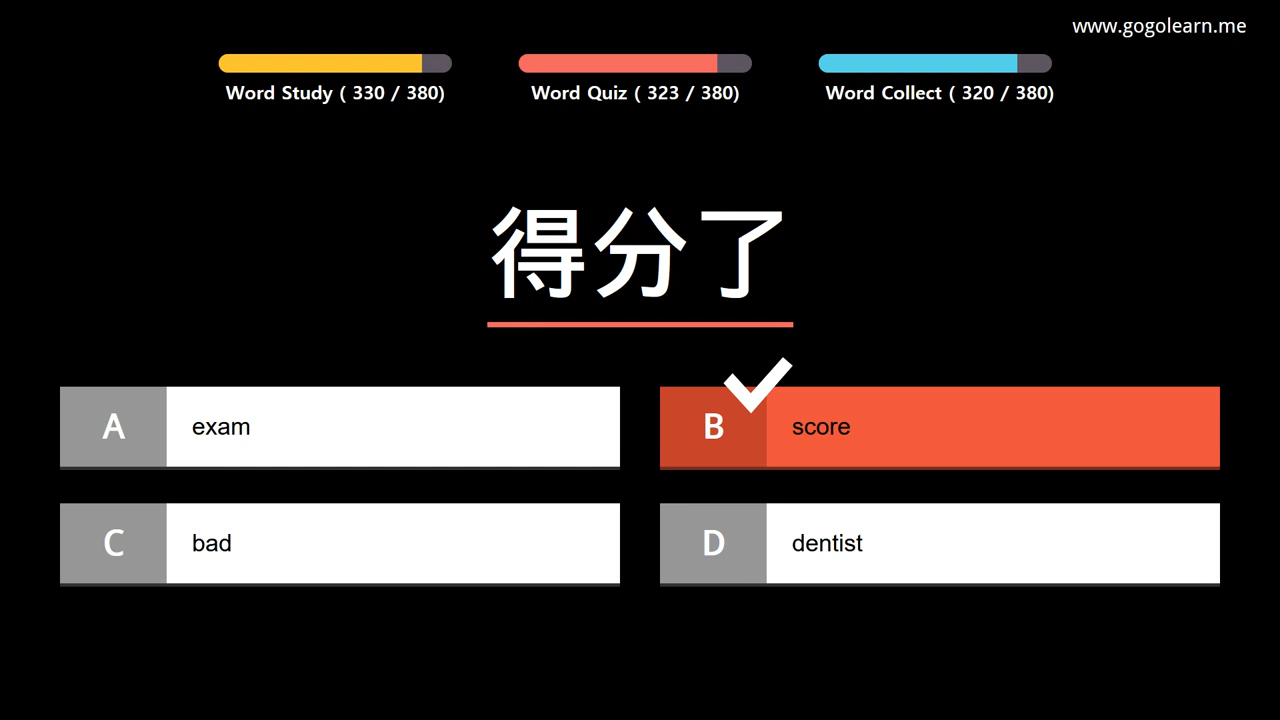 www.gogolearn.me
Word Study ( 330 / 380)
Word Quiz ( 323 / 380)
Word Collect ( 320 / 380)
得分了
A exam
B score
C bad
D dentist